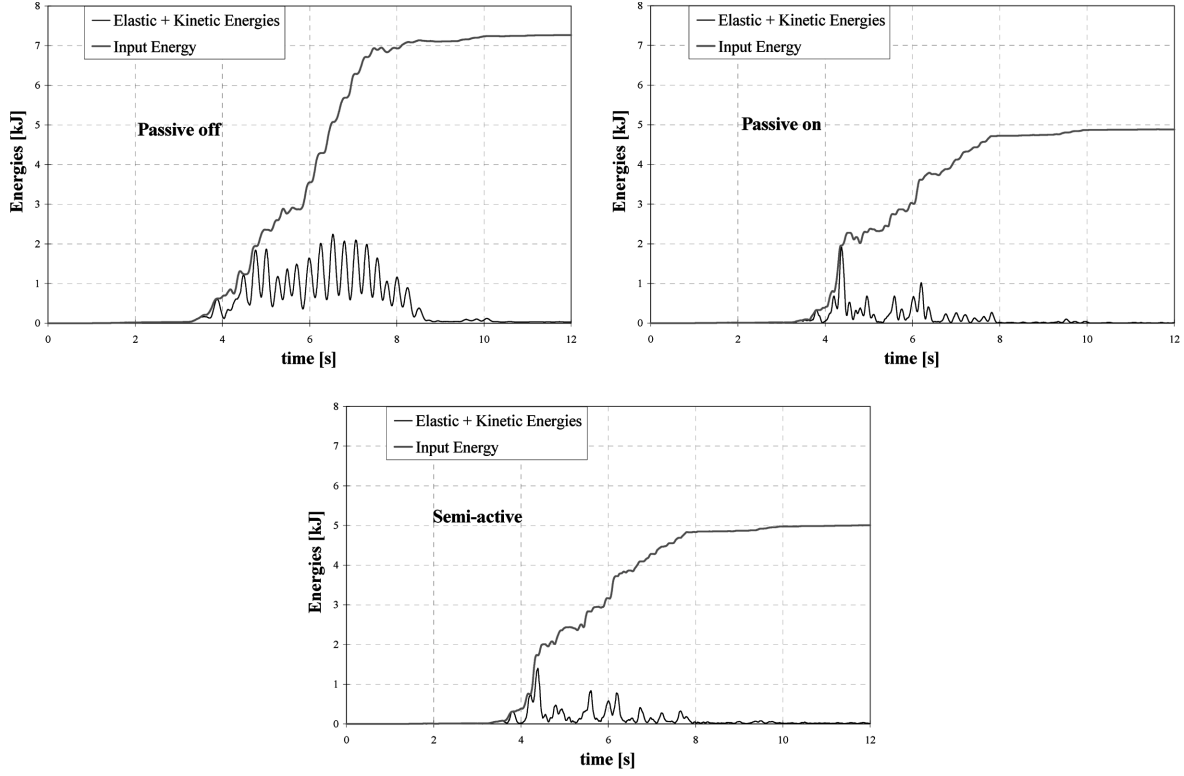 Elastic + Kinetic Energies
Input Energy
Passive off
Energies [kJ]
8
7
6
5
4
3
2
1
0
0 2 4 6 8 10 12
time [s]
Elastic + Kinetic Energies
Input Energy
Passive on
Energies [kJ]
8
7
6
5
4
3
2
1
0
0 2 4 6 8 10 12
time [s]
Elastic + Kinetic Energies
Input Energy
Semi-active
Energies [kJ]
8
7
6
5
4
3
2
1
0
0 2 4 6 8 10 12
time [s]